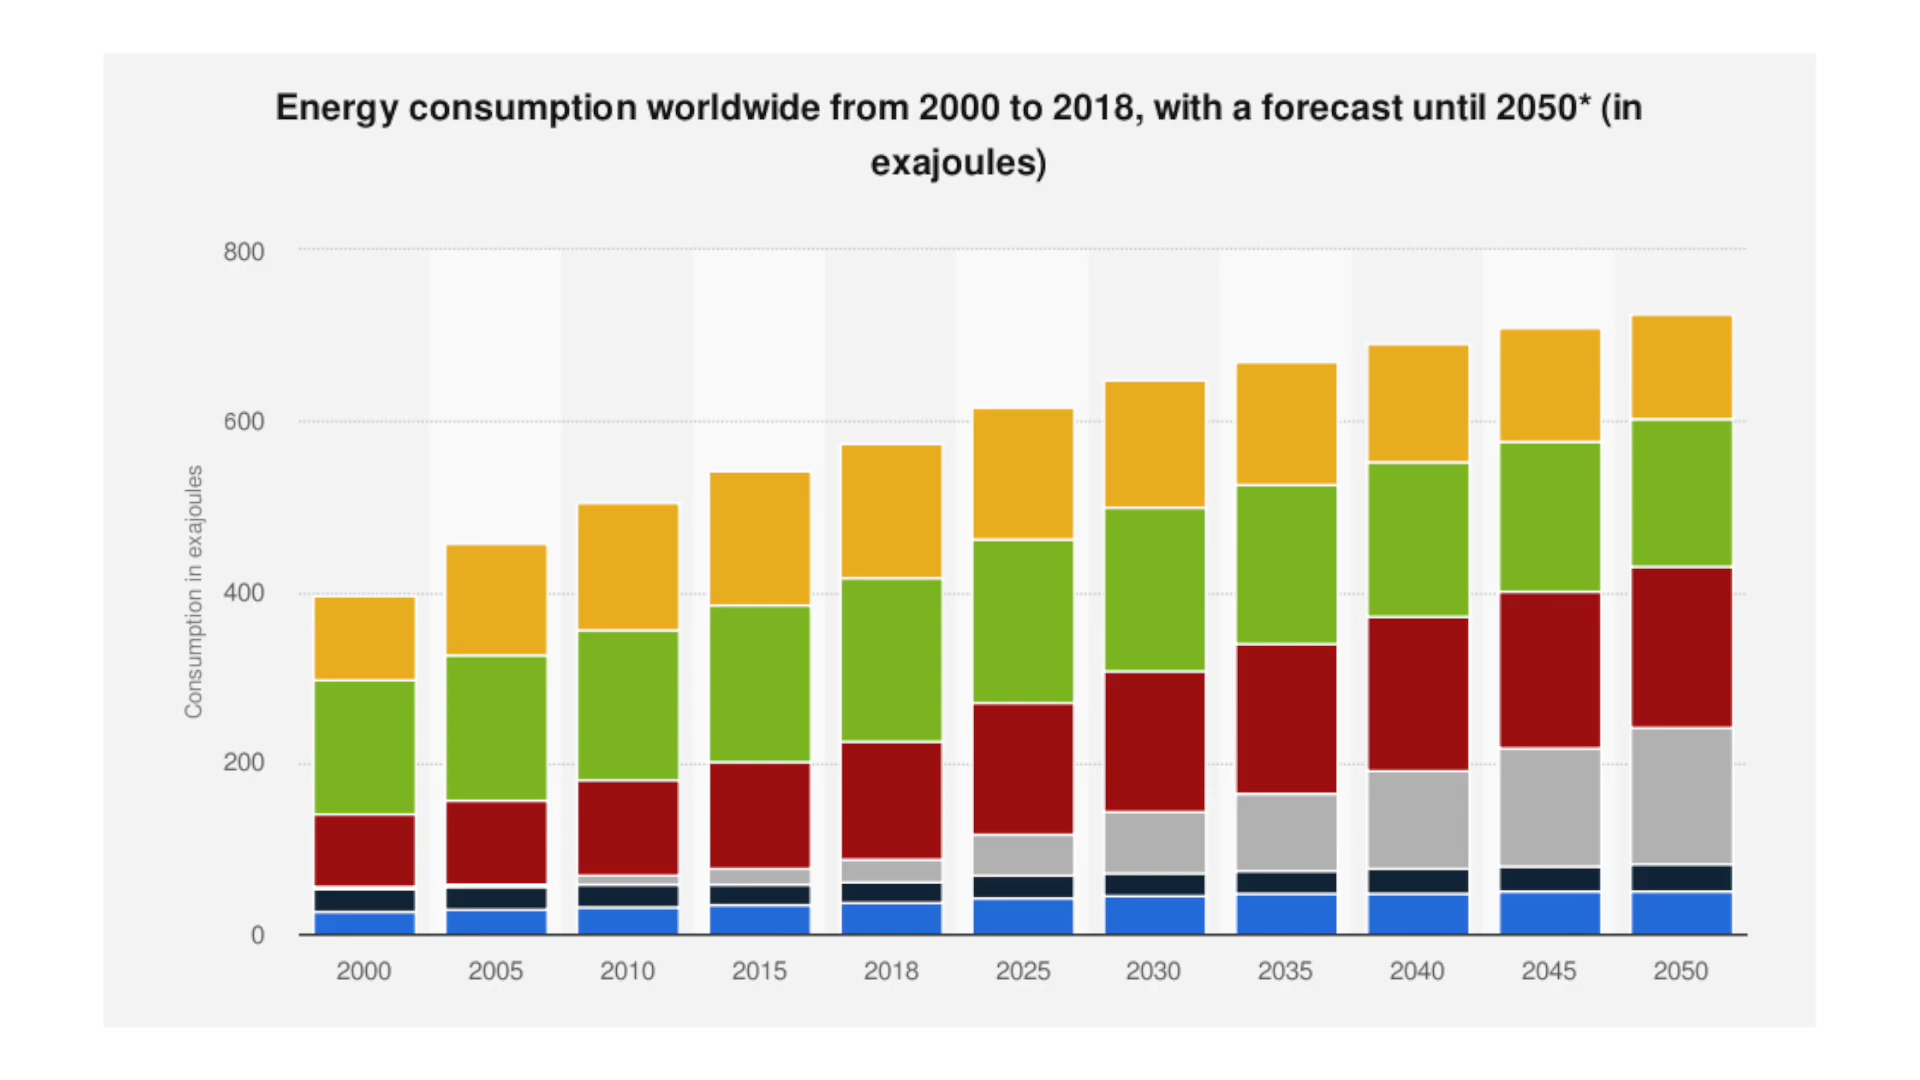 Energy consumption worldwide from 2000 to 2018, with a forecast until 2050* (in
exajoules)
Consumption in exajoules
800
600
400
200
0
2000 2005 2010 2015 2018 2025 2030 2035 2040 2045 2050